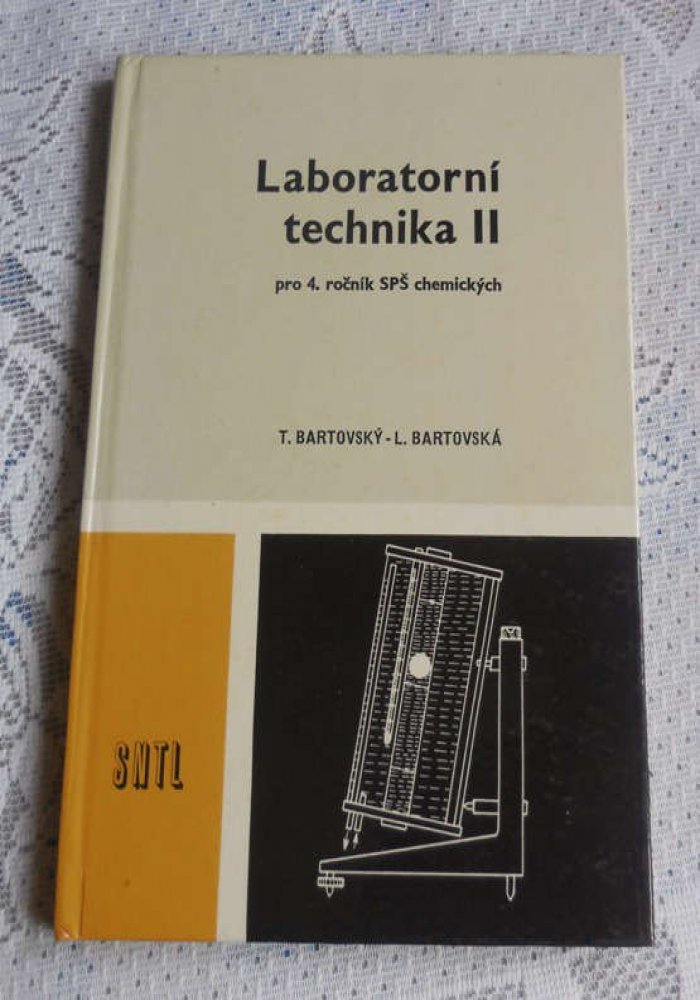 Laboratorní
technika II
pro 4. ročník SPŠ chemických
T. BARTOVSKÝ-L. BARTOVSKÁ
SNTL